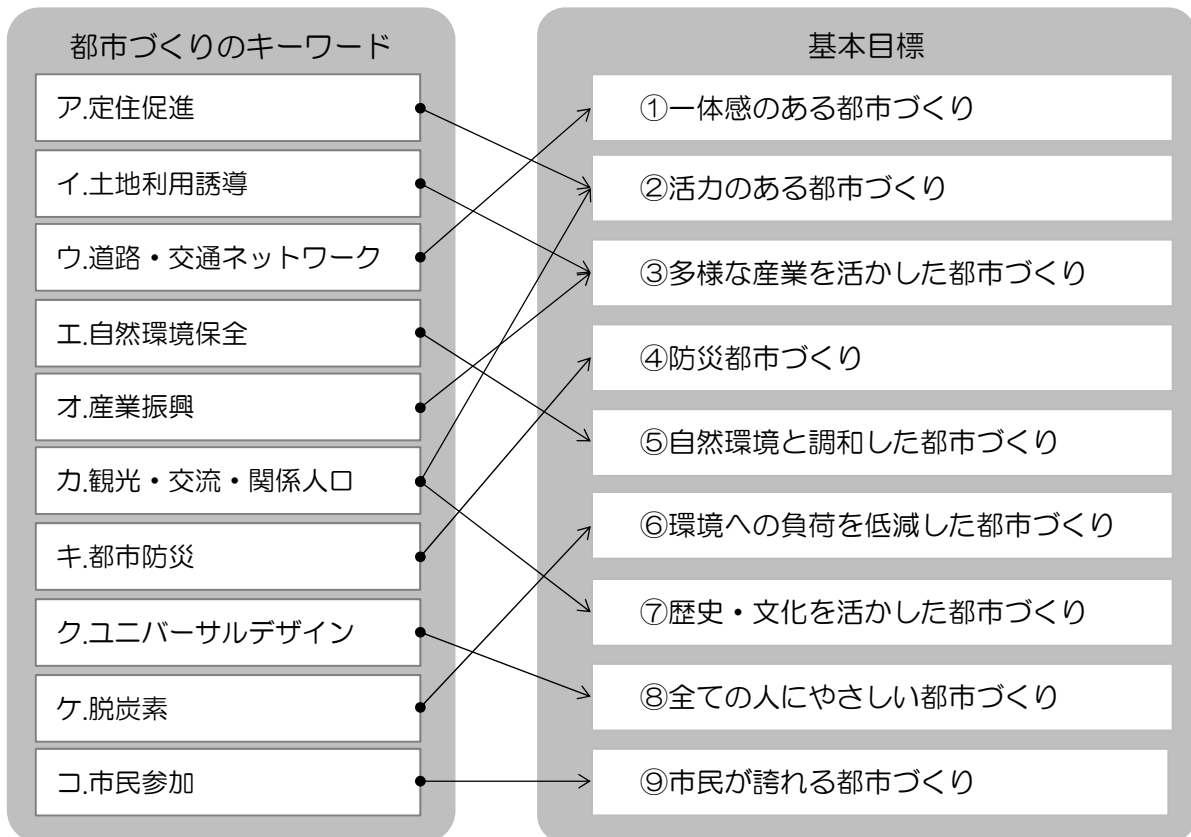 都市づくりのキーワード
ア.定住促進
イ.土地利用誘導
ウ.道路・交通ネットワーク
エ.自然環境保全
オ.産業振興
カ.観光・交流・関係人口
キ.都市防災
ク.ユニバーサルデザイン
ケ.脱炭素
コ.市民参加
基本目標
①一体感のある都市づくり
②活力のある都市づくり
③多様な産業を活かした都市づくり
④防災都市づくり
⑤自然環境と調和した都市づくり
⑥環境への負荷を低減した都市づくり
⑦歴史・文化を活かした都市づくり
⑧全ての人にやさしい都市づくり
⑨市民が誇れる都市づくり